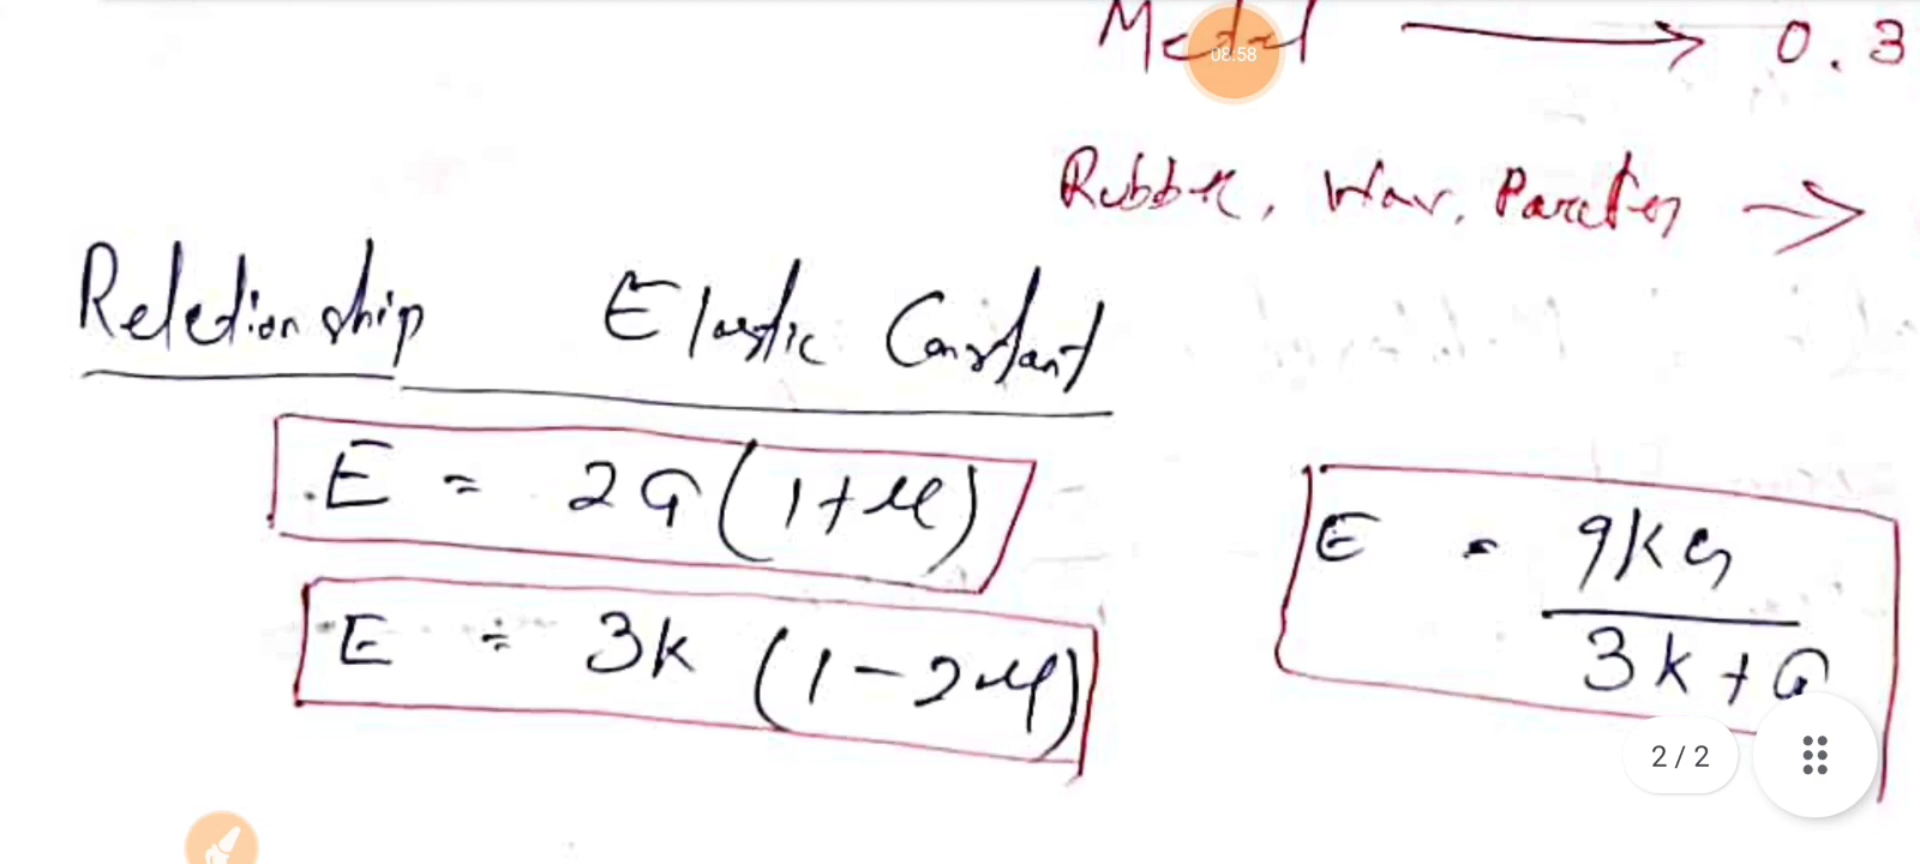 Metal → 0.3
08:58
Rubber, Wax, Paraffin →
Reletionship Elastic Constant
E = 2G(1+μ)
E = 3k (1-2μ)
E = 9KG / 3k+G
2 / 2